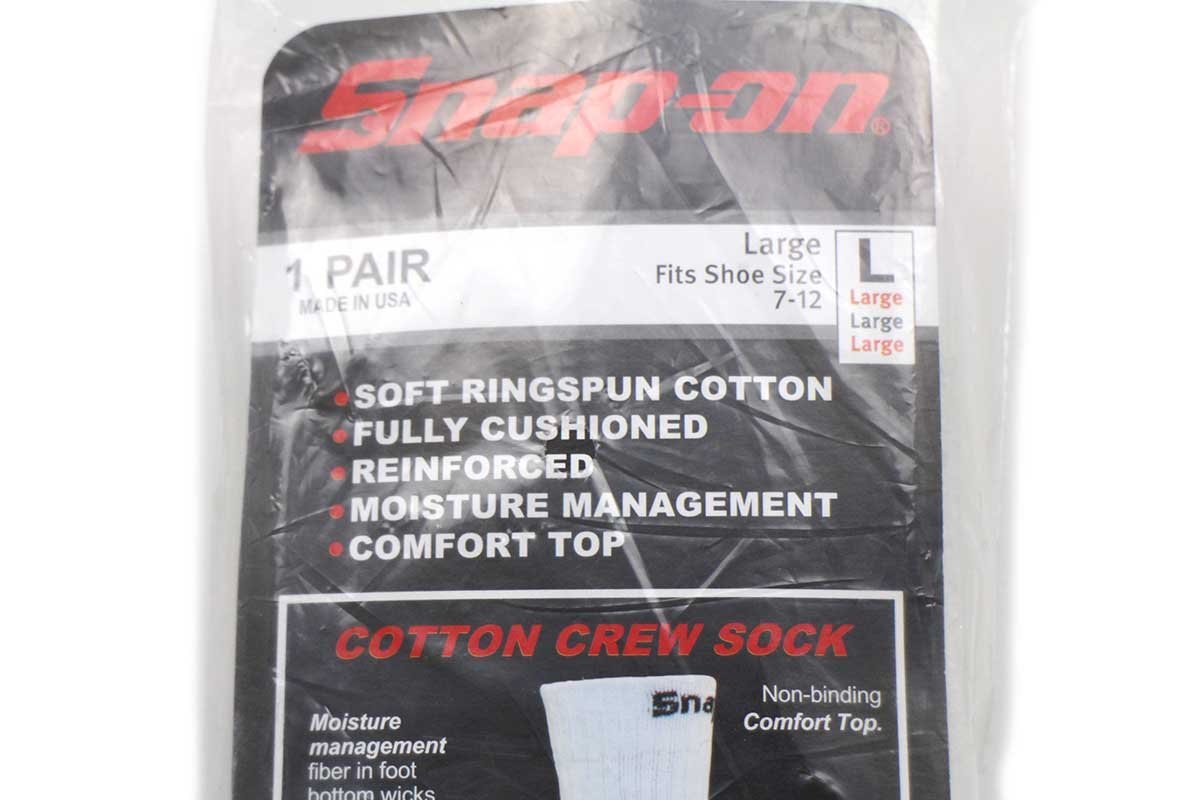 Snap-on®
1 PAIR
MADE IN USA
Large
Fits Shoe Size
7-12
L
Large
Large
Large
•SOFT RINGSPUN COTTON
•FULLY CUSHIONED
•REINFORCED
•MOISTURE MANAGEMENT
•COMFORT TOP
COTTON CREW SOCK
Sna
Non-binding
Comfort Top.
Moisture
management
fiber in foot
bottom wicks